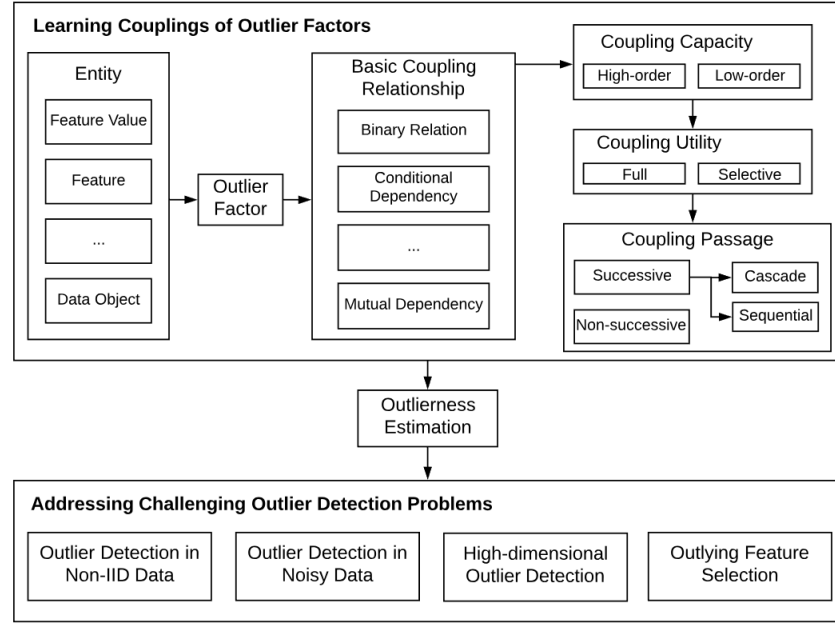 Learning Couplings of Outlier Factors
Entity
Feature Value
Feature
...
Data Object
Outlier
Factor
Basic Coupling
Relationship
Binary Relation
Conditional
Dependency
...
Mutual Dependency
Coupling Capacity
High-order
Low-order
Coupling Utility
Full
Selective
Coupling Passage
Successive
Cascade
Sequential
Non-successive
Outlierness
Estimation
Addressing Challenging Outlier Detection Problems
Outlier Detection in
Non-IID Data
Outlier Detection in
Noisy Data
High-dimensional
Outlier Detection
Outlying Feature
Selection